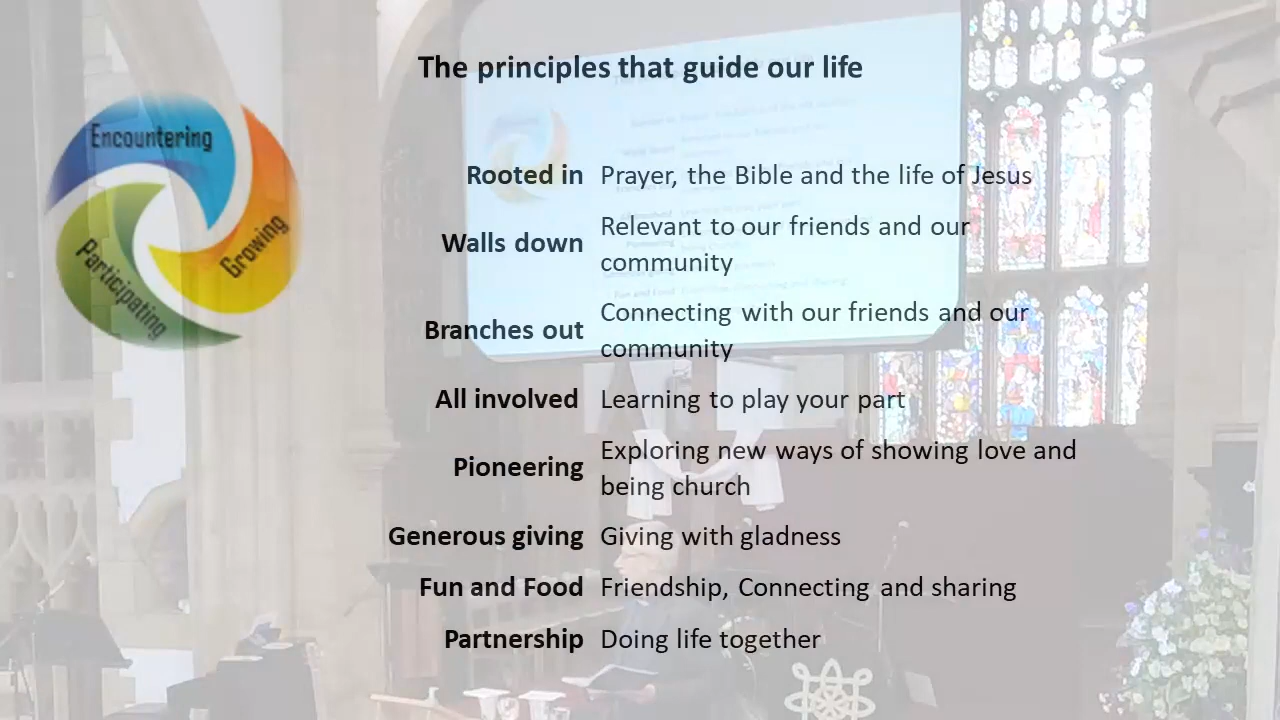 The principles that guide our life
Encountering
Growing
Participating
Rooted in Prayer, the Bible and the life of Jesus
Walls down Relevant to our friends and our
community
Branches out Connecting with our friends and our
community
All involved Learning to play your part
Pioneering Exploring new ways of showing love and
being church
Generous giving Giving with gladness
Fun and Food Friendship, Connecting and sharing
Partnership Doing life together